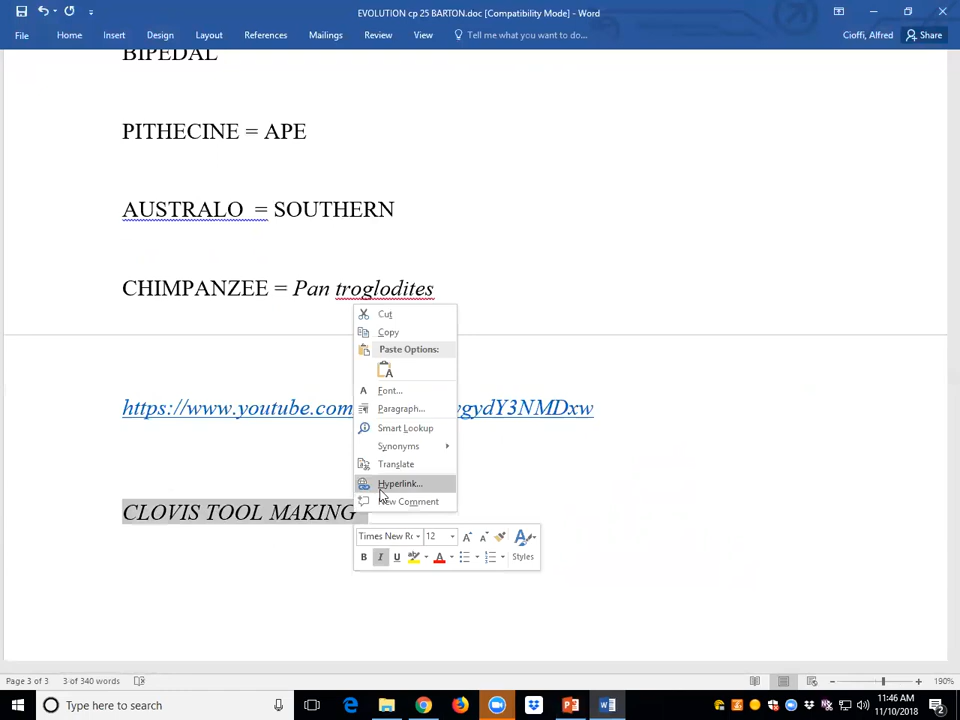 EVOLUTION cp 25 BARTON.doc [Compatibility Mode] - Word
File Home Insert Design Layout References Mailings Review View Tell me what you want to do... Cioffi, Alfred Share
BIPEDAL
PITHECINE = APE
AUSTRALO = SOUTHERN
CHIMPANZEE = Pan troglodites
Cut
Copy
Paste Options:
A
Font...
Paragraph...
https://www.youtube.com vgydY3NMDxw
Smart Lookup
Synonyms
Translate
Hyperlink...
New Comment
CLOVIS TOOL MAKING
Times New Ro 12
B I U ab A Styles
Page 3 of 3 3 of 340 words 190%
Type here to search
11:46 AM
11/10/2018
2